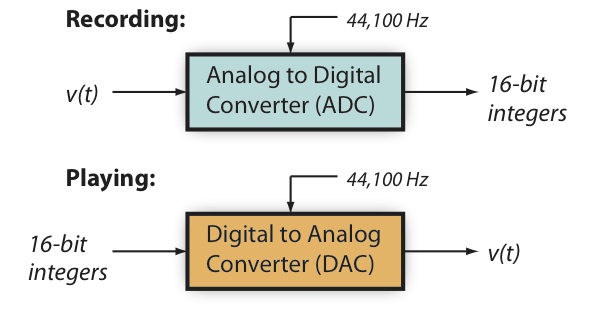 Recording:
44,100 Hz
v(t)
Analog to Digital
Converter (ADC)
16-bit
integers
Playing:
44,100 Hz
16-bit
integers
Digital to Analog
Converter (DAC)
v(t)